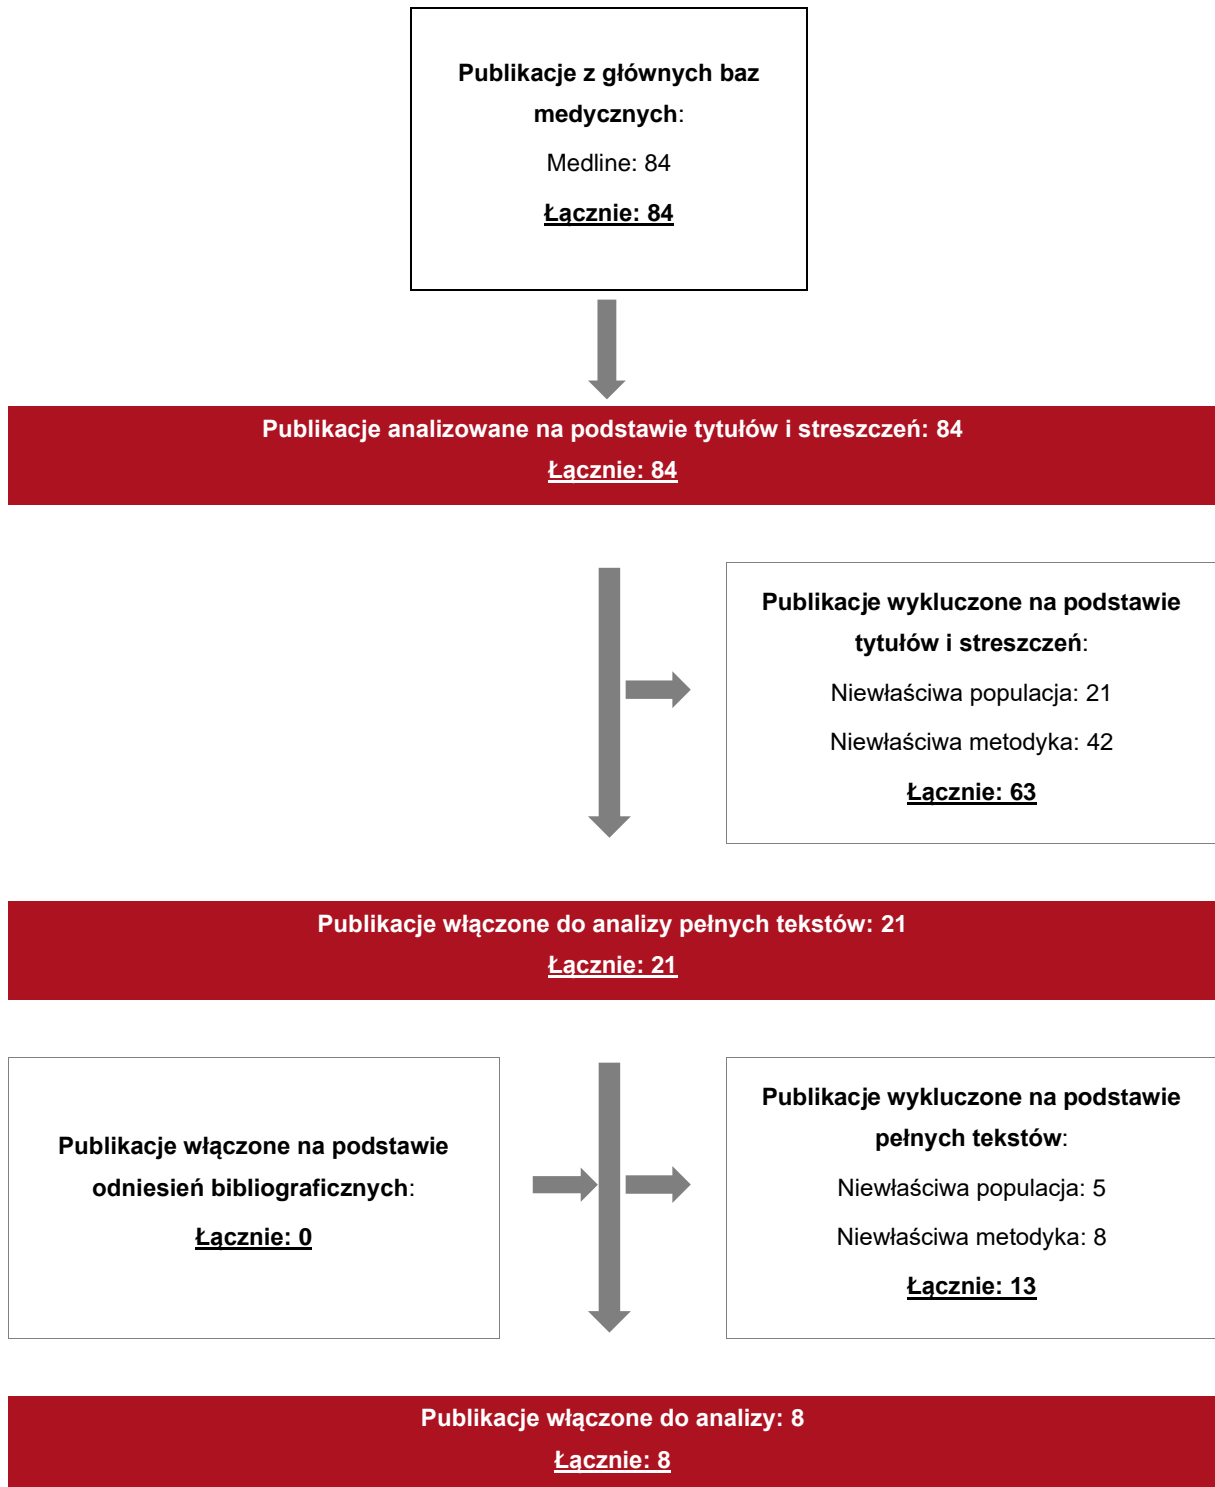 Publikacje z głównych baz
medycznych:
Medline: 84
Łącznie: 84
Publikacje analizowane na podstawie tytułów i streszczeń: 84
Łącznie: 84
Publikacje wykluczone na podstawie
tytułów i streszczeń:
Niewłaściwa populacja: 21
Niewłaściwa metodyka: 42
Łącznie: 63
Publikacje włączone do analizy pełnych tekstów: 21
Łącznie: 21
Publikacje włączone na podstawie
odniesień bibliograficznych:
Łącznie: 0
Publikacje wykluczone na podstawie
pełnych tekstów:
Niewłaściwa populacja: 5
Niewłaściwa metodyka: 8
Łącznie: 13
Publikacje włączone do analizy: 8
Łącznie: 8